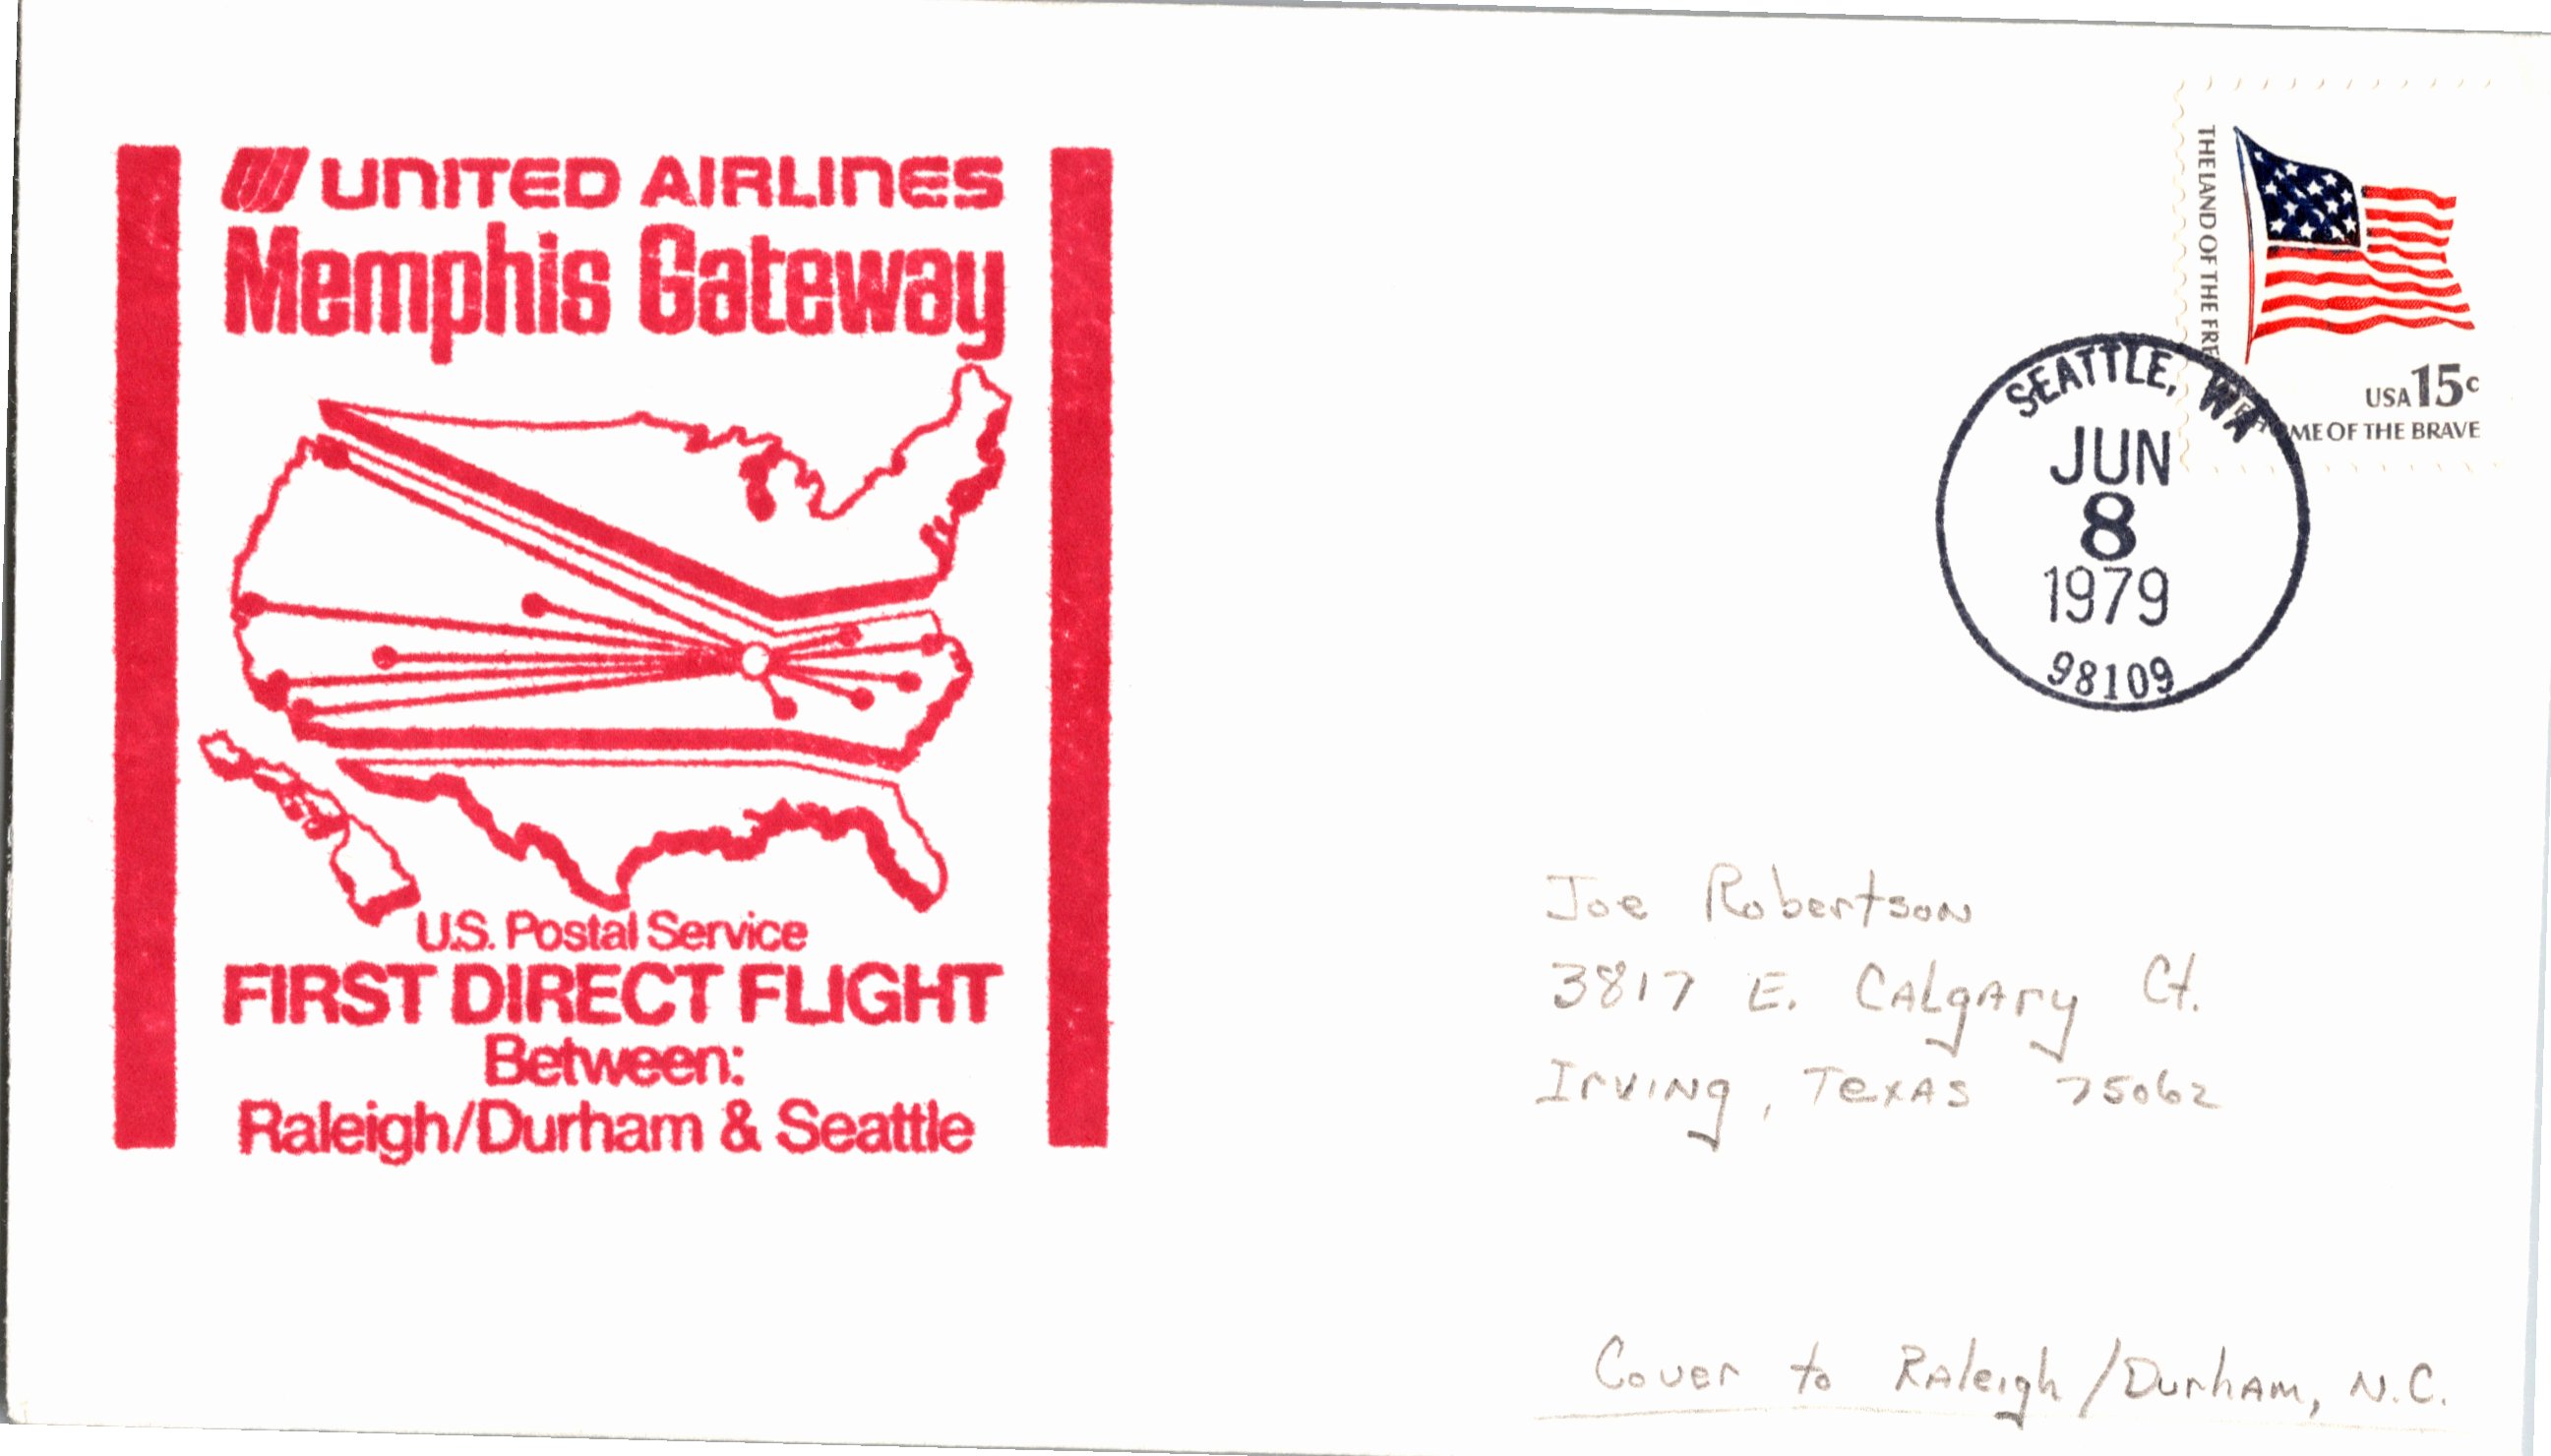 UNITED AIRLINES
Memphis Gateway
U.S. Postal Service
FIRST DIRECT FLIGHT
Between:
Raleigh/Durham & Seattle
THE LAND OF THE FREE
USA 15c
HOME OF THE BRAVE
SEATTLE, WA
JUN
8
1979
98109
Joe Robertson
3817 E. Calgary Ct.
Irving, Texas 75062
Cover to Raleigh/Durham, N.C.